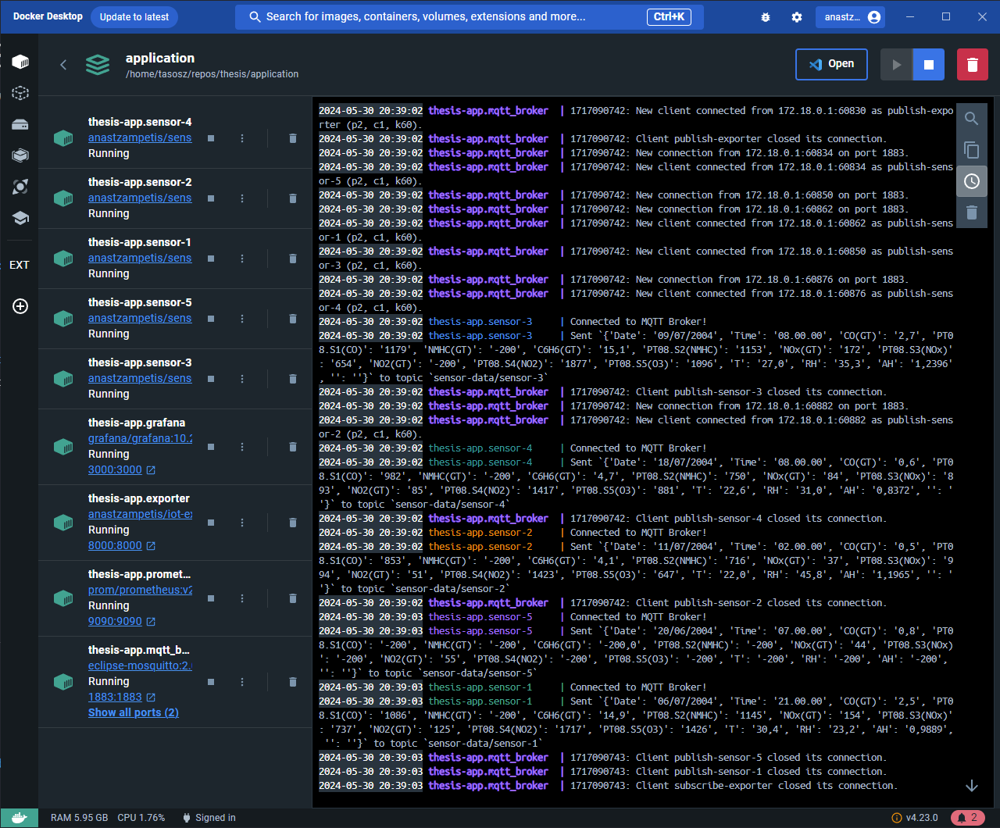 Docker Desktop
Update to latest
Search for images, containers, volumes, extensions and more...
Ctrl+K
anastz...
application
/home/tasosz/repos/thesis/application
Open
EXT
thesis-app.sensor-4
anastzampetis/sens
Running
thesis-app.sensor-2
anastzampetis/sens
Running
thesis-app.sensor-1
anastzampetis/sens
Running
thesis-app.sensor-5
anastzampetis/sens
Running
thesis-app.sensor-3
anastzampetis/sens
Running
thesis-app.grafana
grafana/grafana:10.2
Running
3000:3000
thesis-app.exporter
anastzampetis/iot-ex
Running
8000:8000
thesis-app.promet...
prom/prometheus:v2
Running
9090:9090
thesis-app.mqtt_b...
eclipse-mosquitto:2.
Running
1883:1883
Show all ports (2)
2024-05-30 20:39:02 thesis-app.mqtt_broker | 1717090742: New client connected from 172.18.0.1:60830 as publish-expo
rter (p2, c1, k60).
2024-05-30 20:39:02 thesis-app.mqtt_broker | 1717090742: Client publish-exporter closed its connection.
2024-05-30 20:39:02 thesis-app.mqtt_broker | 1717090742: New connection from 172.18.0.1:60834 on port 1883.
2024-05-30 20:39:02 thesis-app.mqtt_broker | 1717090742: New client connected from 172.18.0.1:60834 as publish-sens
or-5 (p2, c1, k60).
2024-05-30 20:39:02 thesis-app.mqtt_broker | 1717090742: New connection from 172.18.0.1:60850 on port 1883.
2024-05-30 20:39:02 thesis-app.mqtt_broker | 1717090742: New connection from 172.18.0.1:60862 on port 1883.
2024-05-30 20:39:02 thesis-app.mqtt_broker | 1717090742: New client connected from 172.18.0.1:60862 as publish-sens
or-1 (p2, c1, k60).
2024-05-30 20:39:02 thesis-app.mqtt_broker | 1717090742: New client connected from 172.18.0.1:60850 as publish-sens
or-3 (p2, c1, k60).
2024-05-30 20:39:02 thesis-app.mqtt_broker | 1717090742: New connection from 172.18.0.1:60876 on port 1883.
2024-05-30 20:39:02 thesis-app.mqtt_broker | 1717090742: New client connected from 172.18.0.1:60876 as publish-sens
or-4 (p2, c1, k60).
2024-05-30 20:39:02 thesis-app.sensor-3 | Connected to MQTT Broker!
2024-05-30 20:39:02 thesis-app.sensor-3 | Sent `{'Date': '09/07/2004', 'Time': '08.00.00', 'CO(GT)': '2,7', 'PT0
8.S1(CO)': '1179', 'NMHC(GT)': '-200', 'C6H6(GT)': '15,1', 'PT08.S2(NMHC)': '1153', 'NOx(GT)': '172', 'PT08.S3(NOx)'
: '654', 'NO2(GT)': '-200', 'PT08.S4(NO2)': '1877', 'PT08.S5(O3)': '1096', 'T': '27,0', 'RH': '35,3', 'AH': '1,2396'
, '': ''}` to topic `sensor-data/sensor-3`
2024-05-30 20:39:02 thesis-app.mqtt_broker | 1717090742: Client publish-sensor-3 closed its connection.
2024-05-30 20:39:02 thesis-app.mqtt_broker | 1717090742: New connection from 172.18.0.1:60882 on port 1883.
2024-05-30 20:39:02 thesis-app.mqtt_broker | 1717090742: New client connected from 172.18.0.1:60882 as publish-sens
or-2 (p2, c1, k60).
2024-05-30 20:39:02 thesis-app.sensor-4 | Connected to MQTT Broker!
2024-05-30 20:39:02 thesis-app.sensor-4 | Sent `{'Date': '18/07/2004', 'Time': '08.00.00', 'CO(GT)': '0,6', 'PT0
8.S1(CO)': '982', 'NMHC(GT)': '-200', 'C6H6(GT)': '4,7', 'PT08.S2(NMHC)': '750', 'NOx(GT)': '84', 'PT08.S3(NOx)': '8
93', 'NO2(GT)': '85', 'PT08.S4(NO2)': '1417', 'PT08.S5(O3)': '881', 'T': '22,6', 'RH': '31,0', 'AH': '0,8372', '': '
'}` to topic `sensor-data/sensor-4`
2024-05-30 20:39:02 thesis-app.mqtt_broker | 1717090742: Client publish-sensor-4 closed its connection.
2024-05-30 20:39:02 thesis-app.sensor-2 | Connected to MQTT Broker!
2024-05-30 20:39:02 thesis-app.sensor-2 | Sent `{'Date': '11/07/2004', 'Time': '02.00.00', 'CO(GT)': '0,5', 'PT0
8.S1(CO)': '853', 'NMHC(GT)': '-200', 'C6H6(GT)': '4,1', 'PT08.S2(NMHC)': '716', 'NOx(GT)': '37', 'PT08.S3(NOx)': '9
94', 'NO2(GT)': '51', 'PT08.S4(NO2)': '1423', 'PT08.S5(O3)': '647', 'T': '22,0', 'RH': '45,8', 'AH': '1,1965', '': '
'}` to topic `sensor-data/sensor-2`
2024-05-30 20:39:02 thesis-app.mqtt_broker | 1717090742: Client publish-sensor-2 closed its connection.
2024-05-30 20:39:03 thesis-app.sensor-5 | Connected to MQTT Broker!
2024-05-30 20:39:03 thesis-app.sensor-5 | Sent `{'Date': '20/06/2004', 'Time': '07.00.00', 'CO(GT)': '0,8', 'PT0
8.S1(CO)': '-200', 'NMHC(GT)': '-200', 'C6H6(GT)': '-200,0', 'PT08.S2(NMHC)': '-200', 'NOx(GT)': '44', 'PT08.S3(NOx)
': '-200', 'NO2(GT)': '55', 'PT08.S4(NO2)': '-200', 'PT08.S5(O3)': '-200', 'T': '-200', 'RH': '-200', 'AH': '-200',
'': ''}` to topic `sensor-data/sensor-5`
2024-05-30 20:39:03 thesis-app.sensor-1 | Connected to MQTT Broker!
2024-05-30 20:39:03 thesis-app.sensor-1 | Sent `{'Date': '06/07/2004', 'Time': '21.00.00', 'CO(GT)': '2,5', 'PT0
8.S1(CO)': '1086', 'NMHC(GT)': '-200', 'C6H6(GT)': '14,9', 'PT08.S2(NMHC)': '1145', 'NOx(GT)': '154', 'PT08.S3(NOx)'
: '737', 'NO2(GT)': '125', 'PT08.S4(NO2)': '1717', 'PT08.S5(O3)': '1426', 'T': '30,4', 'RH': '23,2', 'AH': '0,9889',
'': ''}` to topic `sensor-data/sensor-1`
2024-05-30 20:39:03 thesis-app.mqtt_broker | 1717090743: Client publish-sensor-5 closed its connection.
2024-05-30 20:39:03 thesis-app.mqtt_broker | 1717090743: Client publish-sensor-1 closed its connection.
2024-05-30 20:39:03 thesis-app.mqtt_broker | 1717090743: Client subscribe-exporter closed its connection.
RAM 5.95 GB CPU 1.76% Signed in
v4.23.0
2